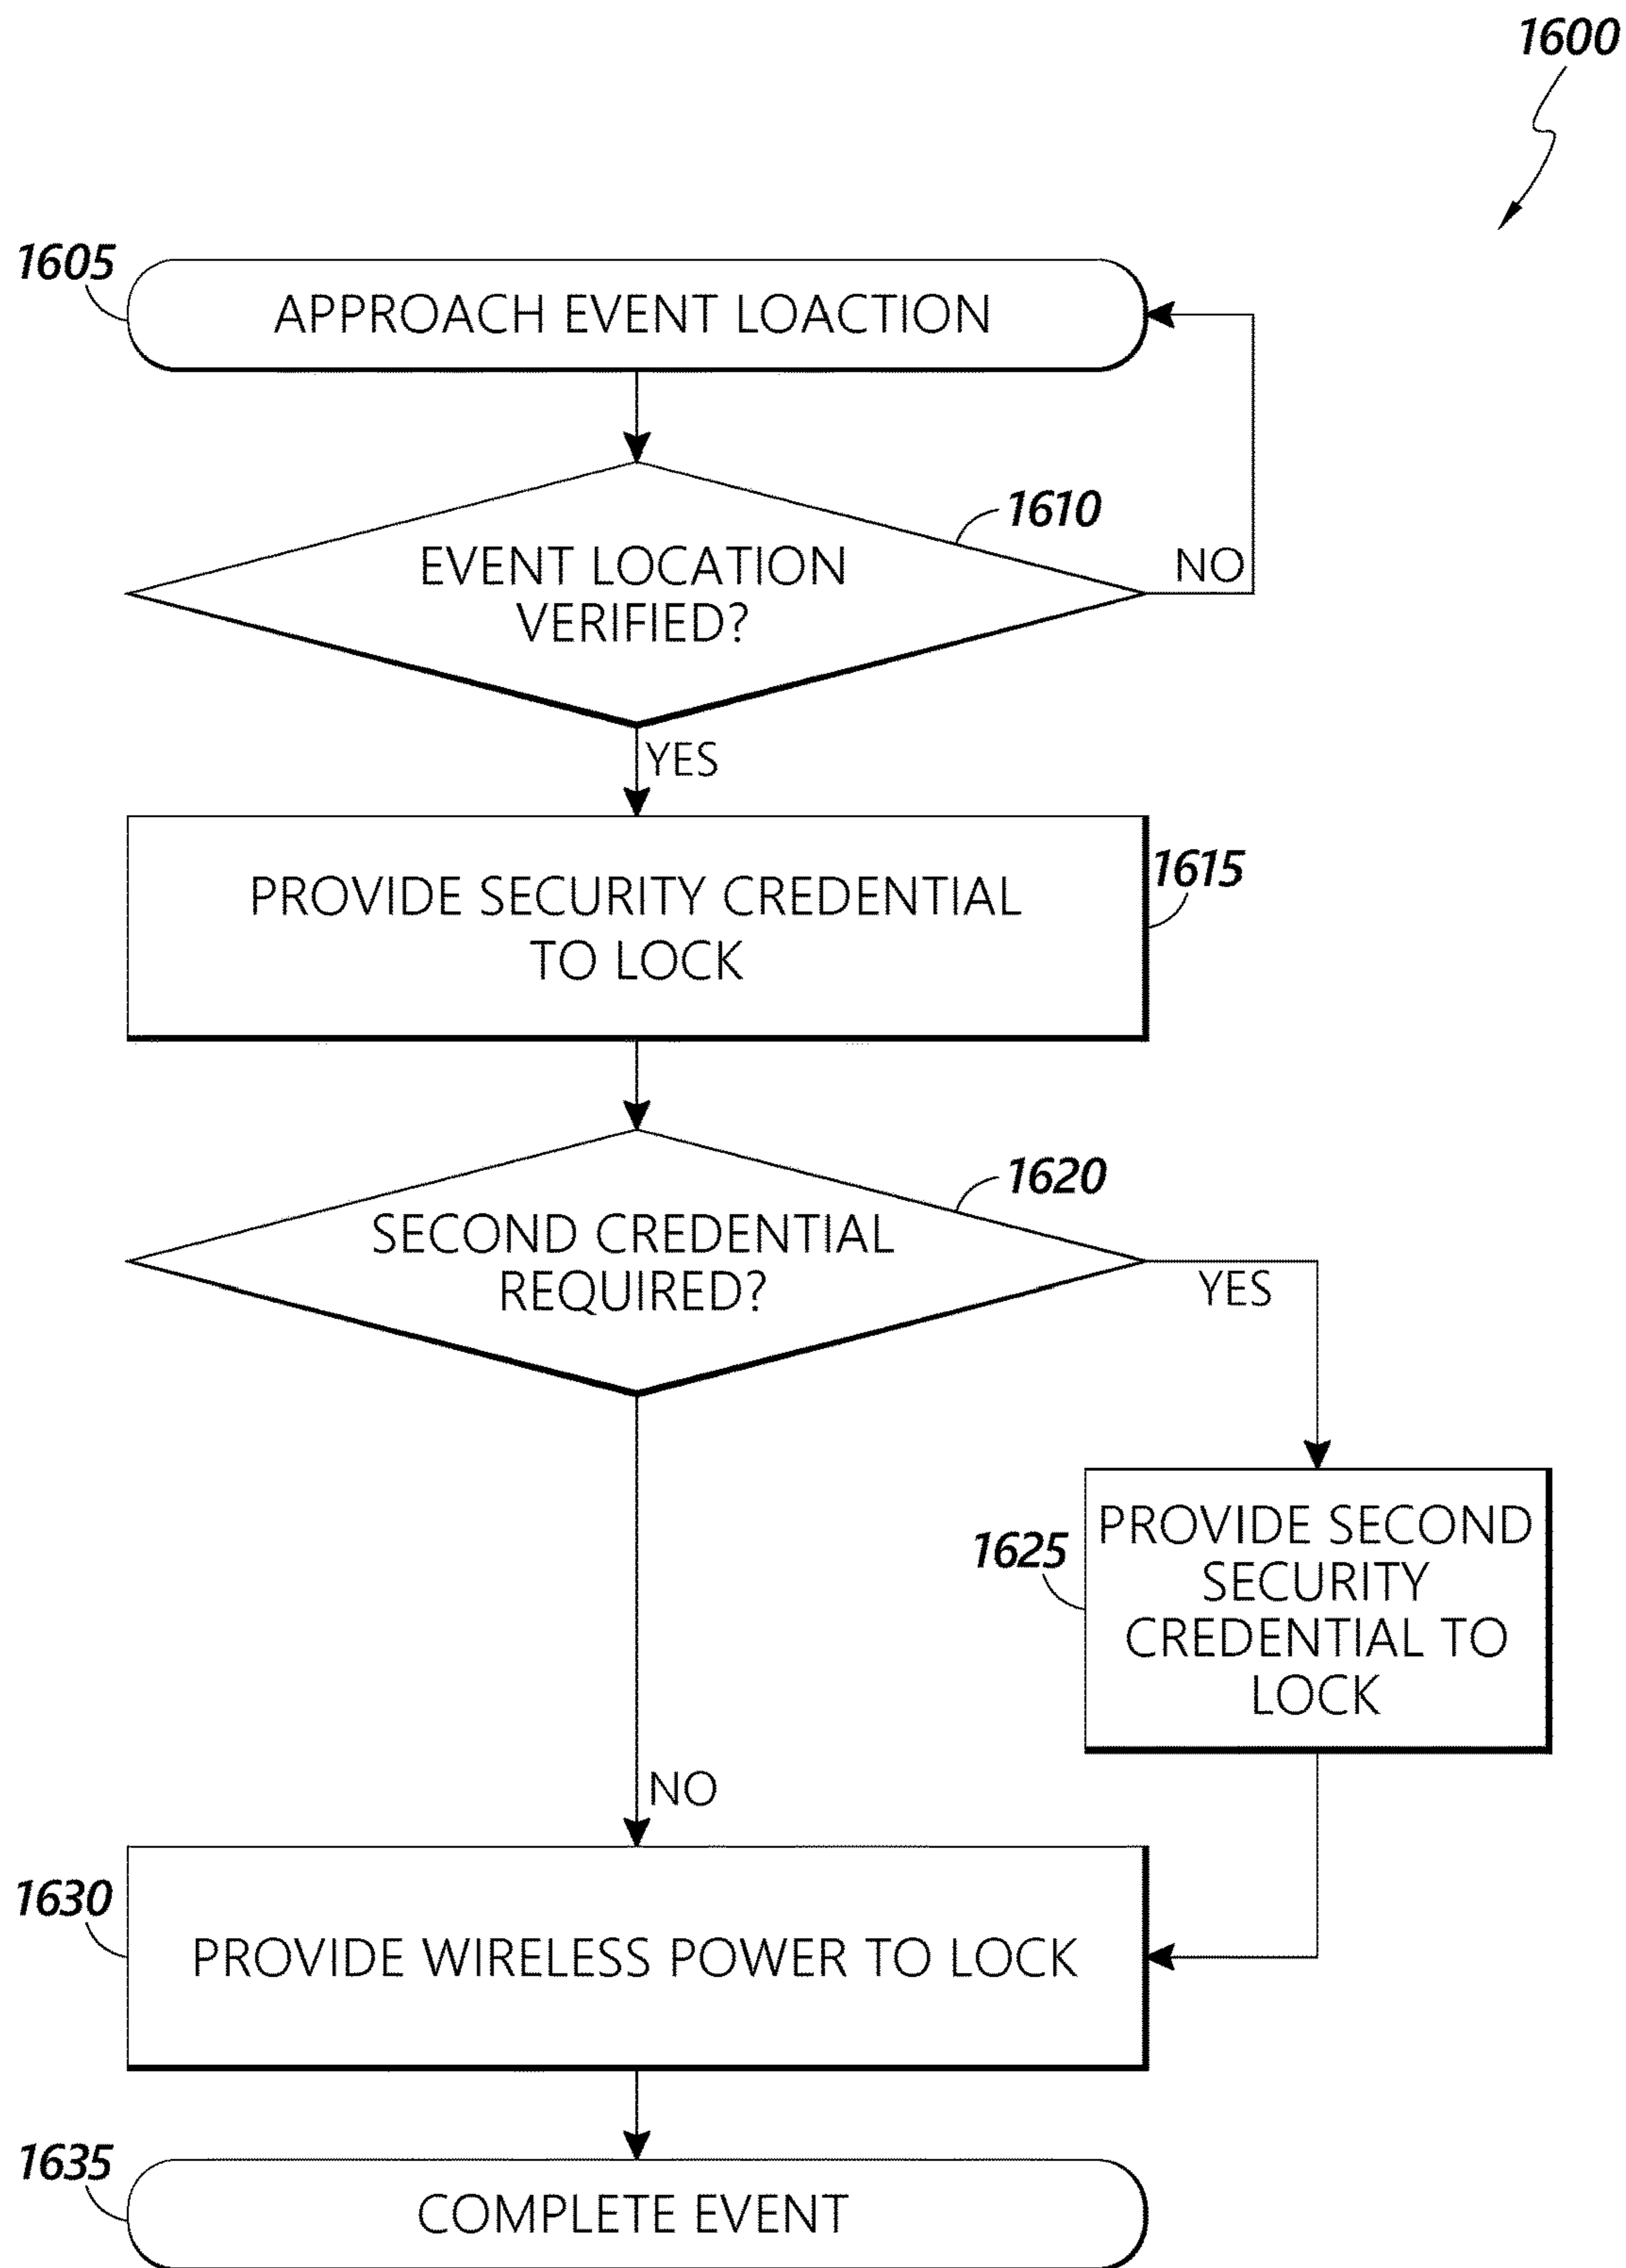 1600
1605
APPROACH EVENT LOACTION
1610
EVENT LOCATION
VERIFIED?
NO
YES
PROVIDE SECURITY CREDENTIAL
TO LOCK
1615
1620
SECOND CREDENTIAL
REQUIRED?
YES
1625
PROVIDE SECOND
SECURITY
CREDENTIAL TO
LOCK
NO
1630
PROVIDE WIRELESS POWER TO LOCK
1635
COMPLETE EVENT